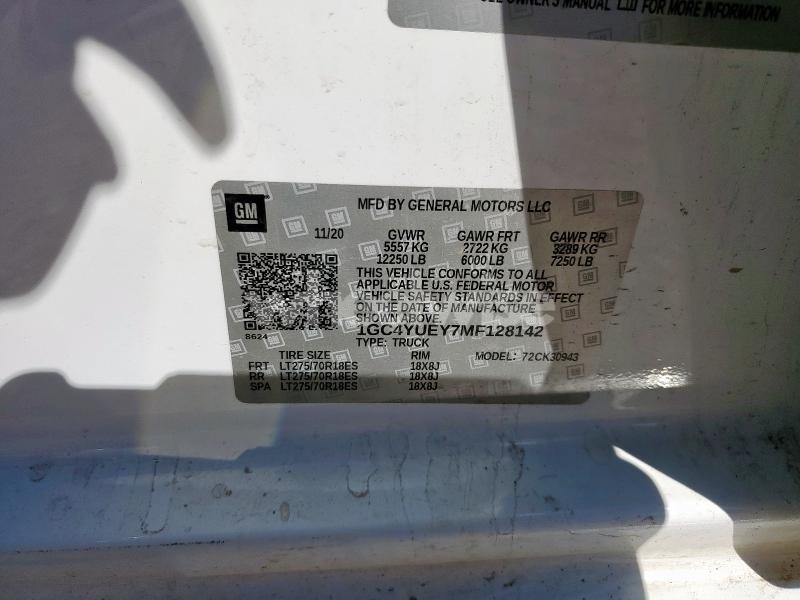 OWNER'S MANUAL FOR MORE INFORMATION
GM
MFD BY GENERAL MOTORS LLC
11/20 GVWR GAWR FRT GAWR RR
5557 KG 2722 KG 3289 KG
12250 LB 6000 LB 7250 LB
THIS VEHICLE CONFORMS TO ALL
APPLICABLE U.S. FEDERAL MOTOR
VEHICLE SAFETY STANDARDS IN EFFECT
ON THE DATE OF MANUFACTURE
SHOWN ABOVE.
1GC4YUEY7MF128142
8624
TYPE: TRUCK
TIRE SIZE RIM MODEL: 72CK30943
FRT LT275/70R18ES 18X8J
RR LT275/70R18ES 18X8J
SPA LT275/70R18ES 18X8J